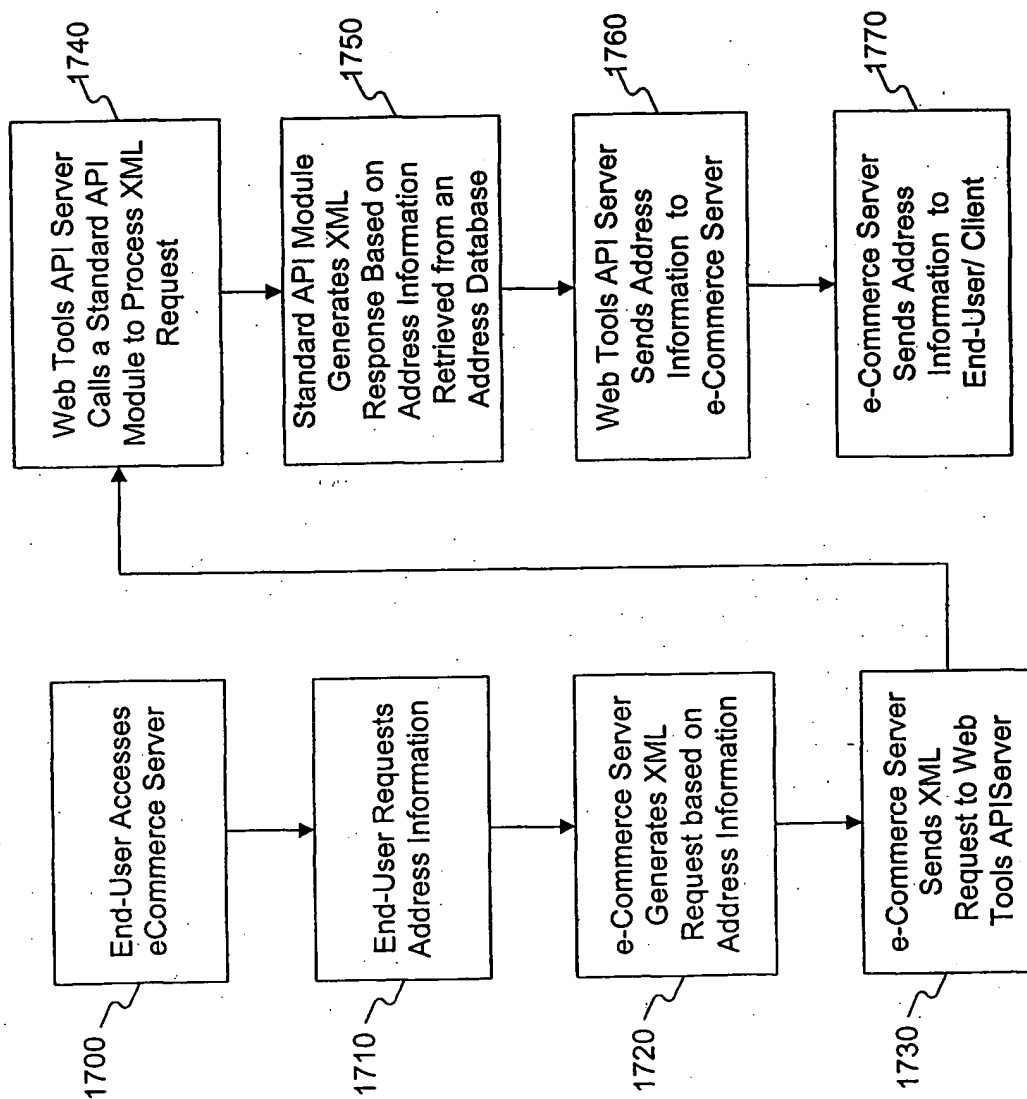 1700
End-User Accesses
eCommerce Server
1710
End-User Requests
Address Information
1720
e-Commerce Server
Generates XML
Request based on
Address Information
1730
e-Commerce Server
Sends XML
Request to Web
Tools APIServer
1740
Web Tools API Server
Calls a Standard API
Module to Process XML
Request
1750
Standard API Module
Generates XML
Response Based on
Address Information
Retrieved from an
Address Database
1760
Web Tools API Server
Sends Address
Information to
e-Commerce Server
1770
e-Commerce Server
Sends Address
Information to
End-User/ Client